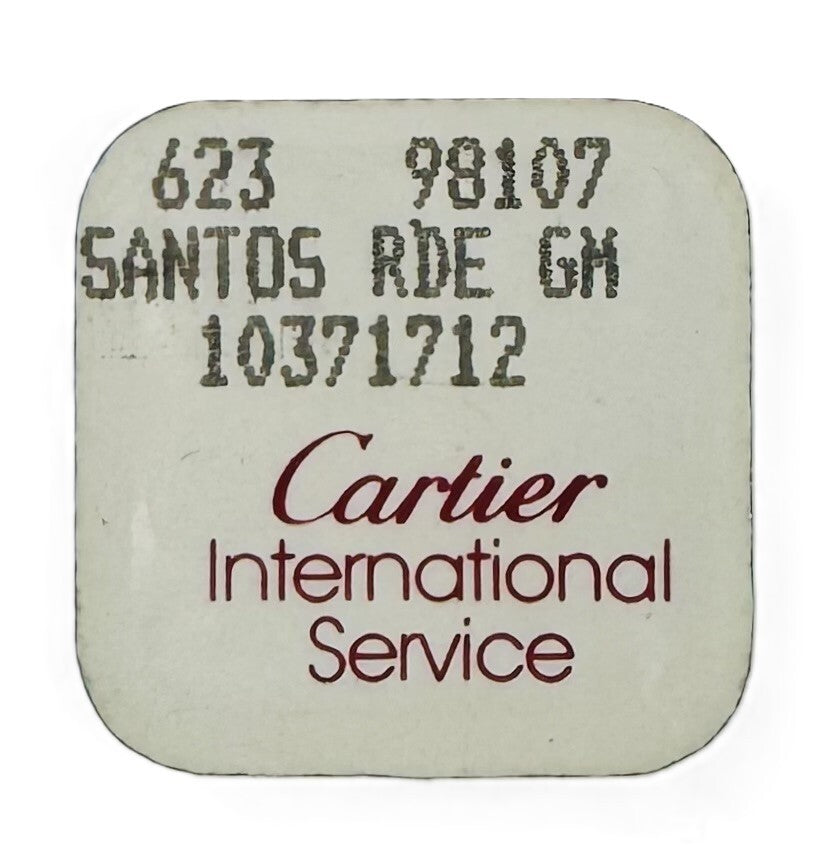 623 98107
SANTOS RDE GM
10371712
Cartier
International
Service